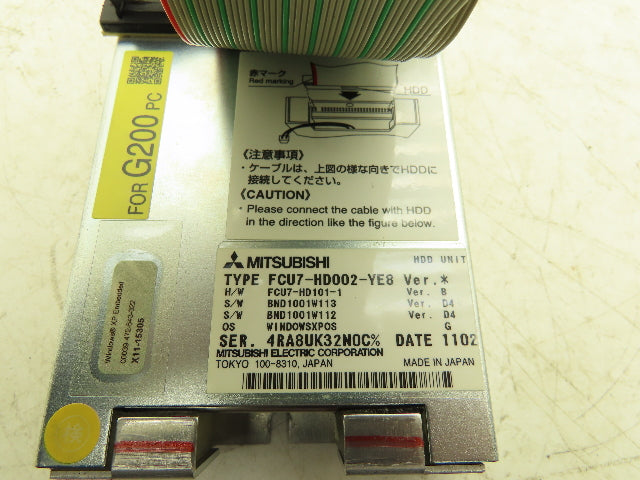 赤マーク
Red marking
HDD
《注意事項》
・ケーブルは、上図の様な向きでHDDに
接続してください。
《CAUTION》
・Please connect the cable with HDD
in the direction like the figure below.
FOR G200 PC
MITSUBISHI HDD UNIT
TYPE FCU7-HD002-YE8 Ver.*
H/W FCU7-HD101-1 Ver. B
S/W BND1001W113 Ver. D4
S/W BND1001W112 Ver. D4
OS WINDOWSXPOS G
SER. 4RA8UK32N0C% DATE 1102
MITSUBISHI ELECTRIC CORPORATION
TOKYO 100-8310, JAPAN MADE IN JAPAN
Windows® XP Embedded
X11-15305